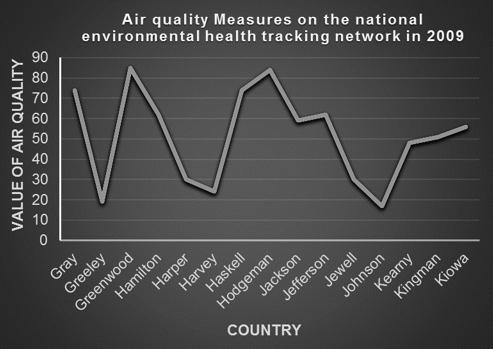 Air quality Measures on the national
environmental health tracking network in 2009
VALUE OF AIR QUALITY
90
80
70
60
50
40
30
20
10
0
Gray
Greeley
Greenwood
Hamilton
Harper
Harvey
Haskell
Hodgeman
Jackson
Jefferson
Jewell
Johnson
Kearny
Kingman
Kiowa
COUNTRY